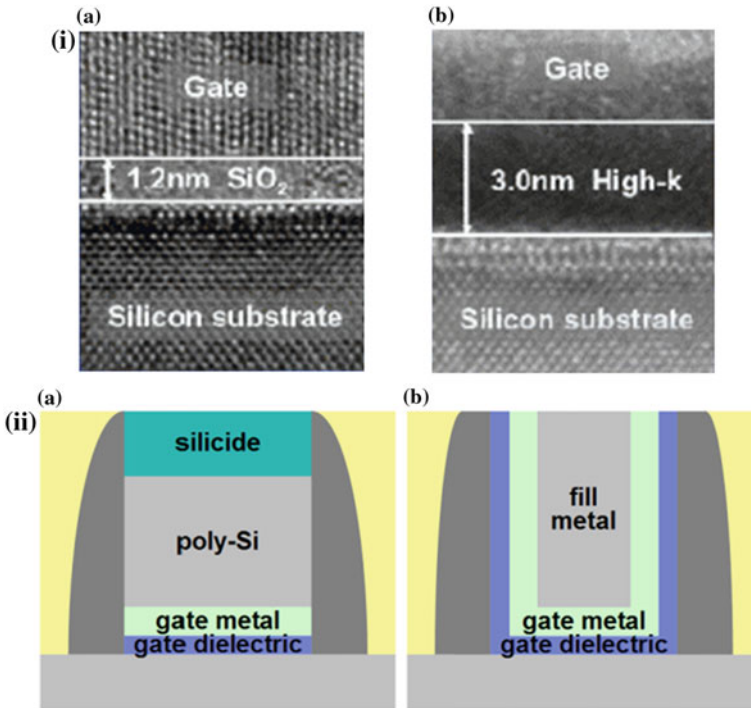 (a)
(b)
(i)
Gate
1.2nm SiO₂
Silicon substrate
Gate
3.0nm High-k
Silicon substrate
(a)
(b)
(ii)
silicide
poly-Si
gate metal
gate dielectric
fill
metal
gate metal
gate dielectric